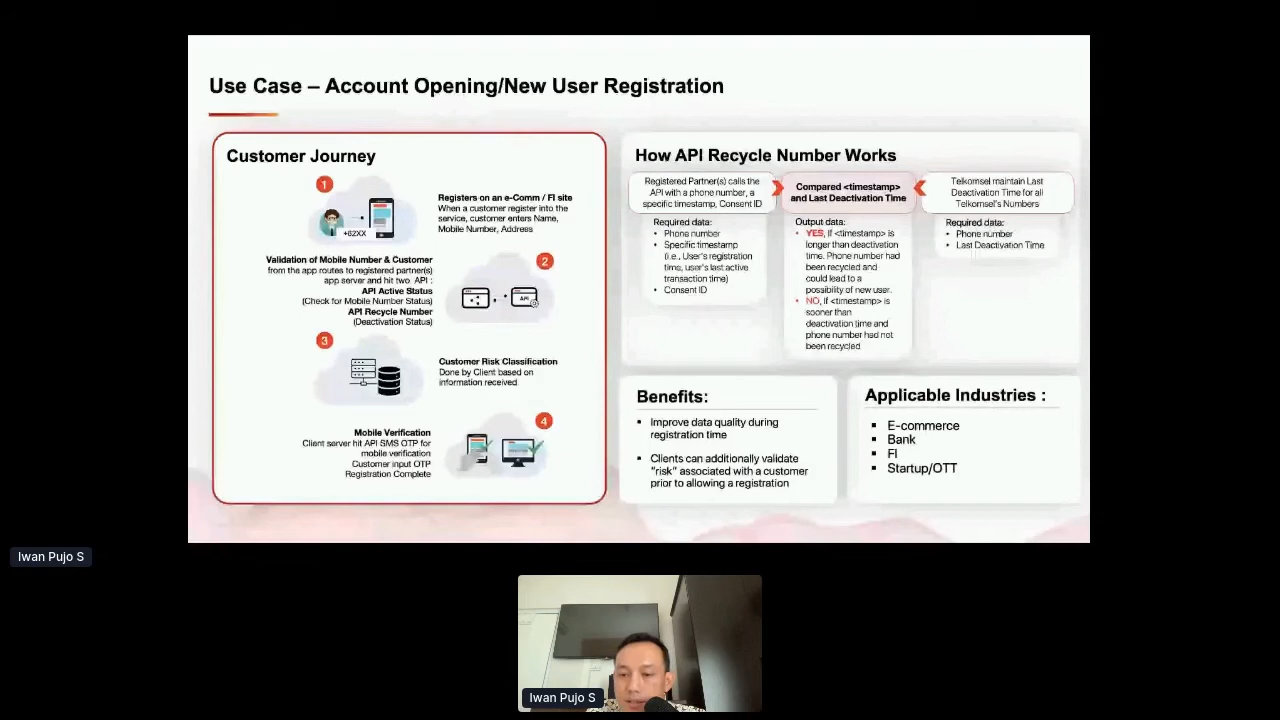 Use Case – Account Opening/New User Registration
Customer Journey
1
+62XX
Registers on an e-Comm / FI site
When a customer register into the
service, customer enters Name,
Mobile Number, Address
Validation of Mobile Number & Customer
from the app routes to registered partner(s)
app server and hit two API :
API Active Status
(Check for Mobile Number Status)
API Recycle Number
(Deactivation Status)
2
API
3
Customer Risk Classification
Done by Client based on
information received
Mobile Verification
Client server hit API SMS OTP for
mobile verification
Customer input OTP
Registration Complete
4
How API Recycle Number Works
Registered Partner(s) calls the
API with a phone number, a
specific timestamp, Consent ID
Required data:
• Phone number
• Specific timestamp
(i.e., User's registration
time, user's last active
transaction time)
• Consent ID
Compared <timestamp>
and Last Deactivation Time
Output data:
• YES, if <timestamp> is
longer than deactivation
time. Phone number had
been recycled and
could lead to a
possibility of new user.
• NO, if <timestamp> is
sooner than
deactivation time and
phone number had not
been recycled
Telkomsel maintain Last
Deactivation Time for all
Telkomsel's Numbers
Required data:
• Phone number
• Last Deactivation Time
Benefits:
▪ Improve data quality during
registration time
▪ Clients can additionally validate
"risk" associated with a customer
prior to allowing a registration
Applicable Industries :
▪ E-commerce
▪ Bank
▪ FI
▪ Startup/OTT
Iwan Pujo S
Iwan Pujo S